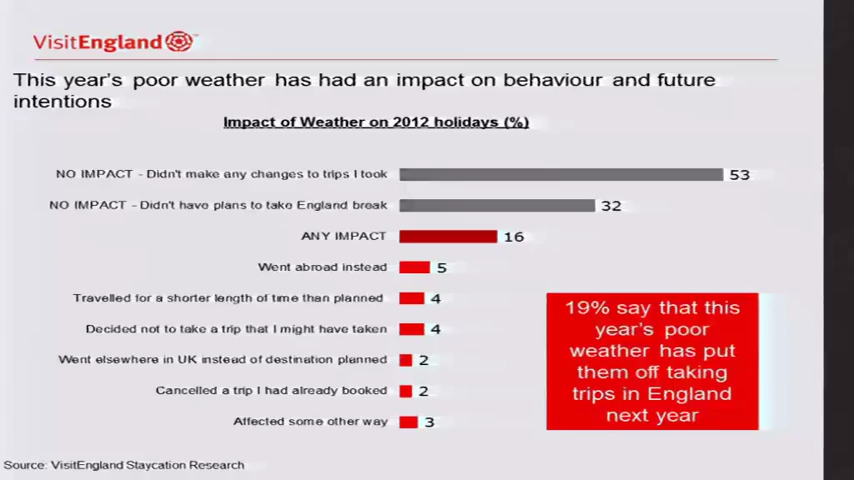 VisitEngland™
This year's poor weather has had an impact on behaviour and future
intentions
Impact of Weather on 2012 holidays (%)
NO IMPACT - Didn't make any changes to trips I took 53
NO IMPACT - Didn't have plans to take England break 32
ANY IMPACT 16
Went abroad instead 5
Travelled for a shorter length of time than planned 4
Decided not to take a trip that I might have taken 4
Went elsewhere in UK instead of destination planned 2
Cancelled a trip I had already booked 2
Affected some other way 3
19% say that this
year's poor
weather has put
them off taking
trips in England
next year
Source: VisitEngland Staycation Research